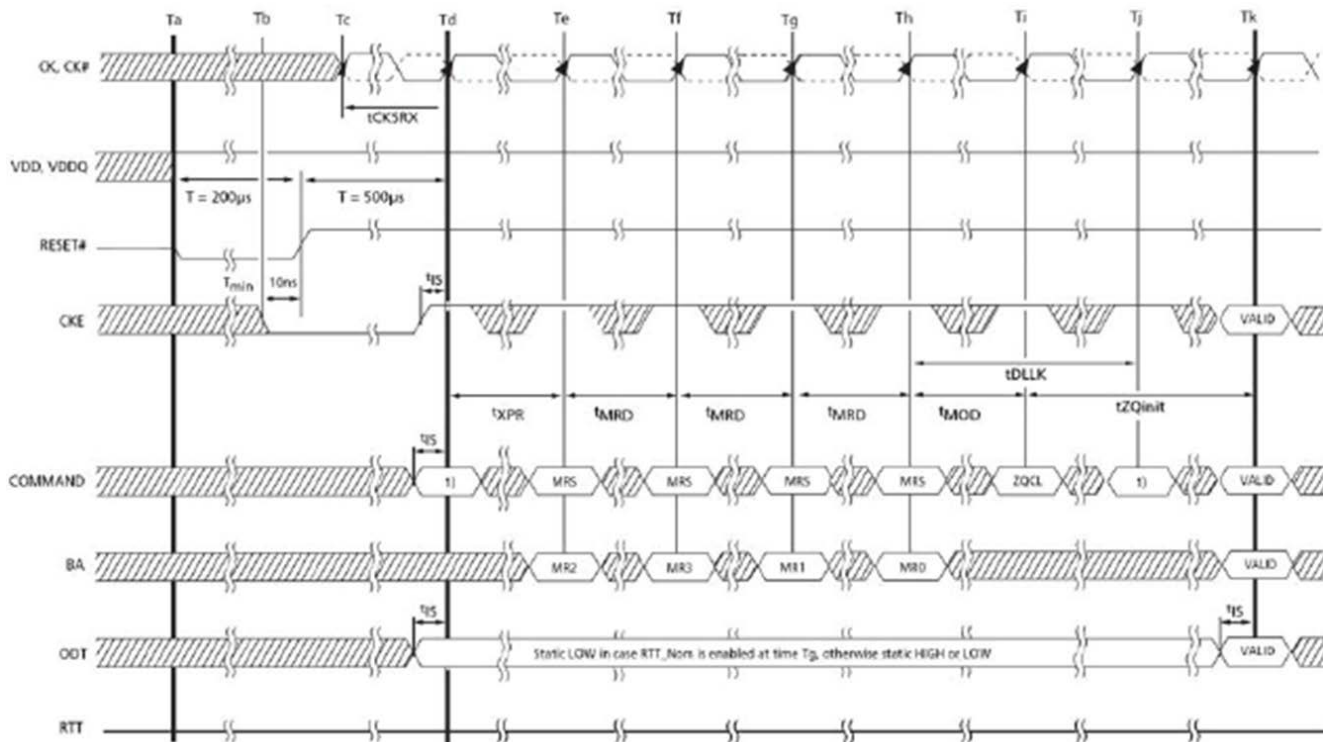 Ta Tb Tc Td Te Tf Tg Th Ti Tj Tk
CK, CK#
tCKSRX
VDD, VDDQ
T = 200µs T = 500µs
RESET#
Tmin 10ns tIS
CKE VALID
tDLLK
tXPR tMRD tMRD tMRD tMOD tZQinit
tIS
COMMAND 1) MRS MRS MRS MRS ZQCL 1) VALID
BA MR2 MR3 MR1 MR0 VALID
tIS tIS
ODT Static LOW in case RTT_Nom is enabled at time Tg, otherwise static HIGH or LOW VALID
RTT